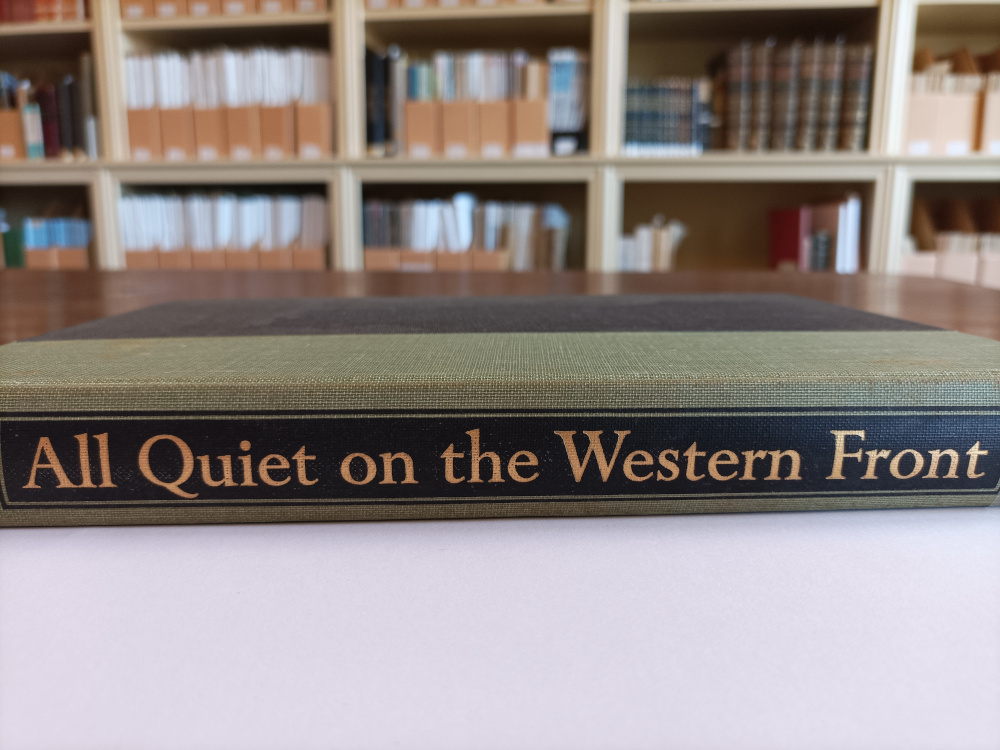 All Quiet on the Western Front